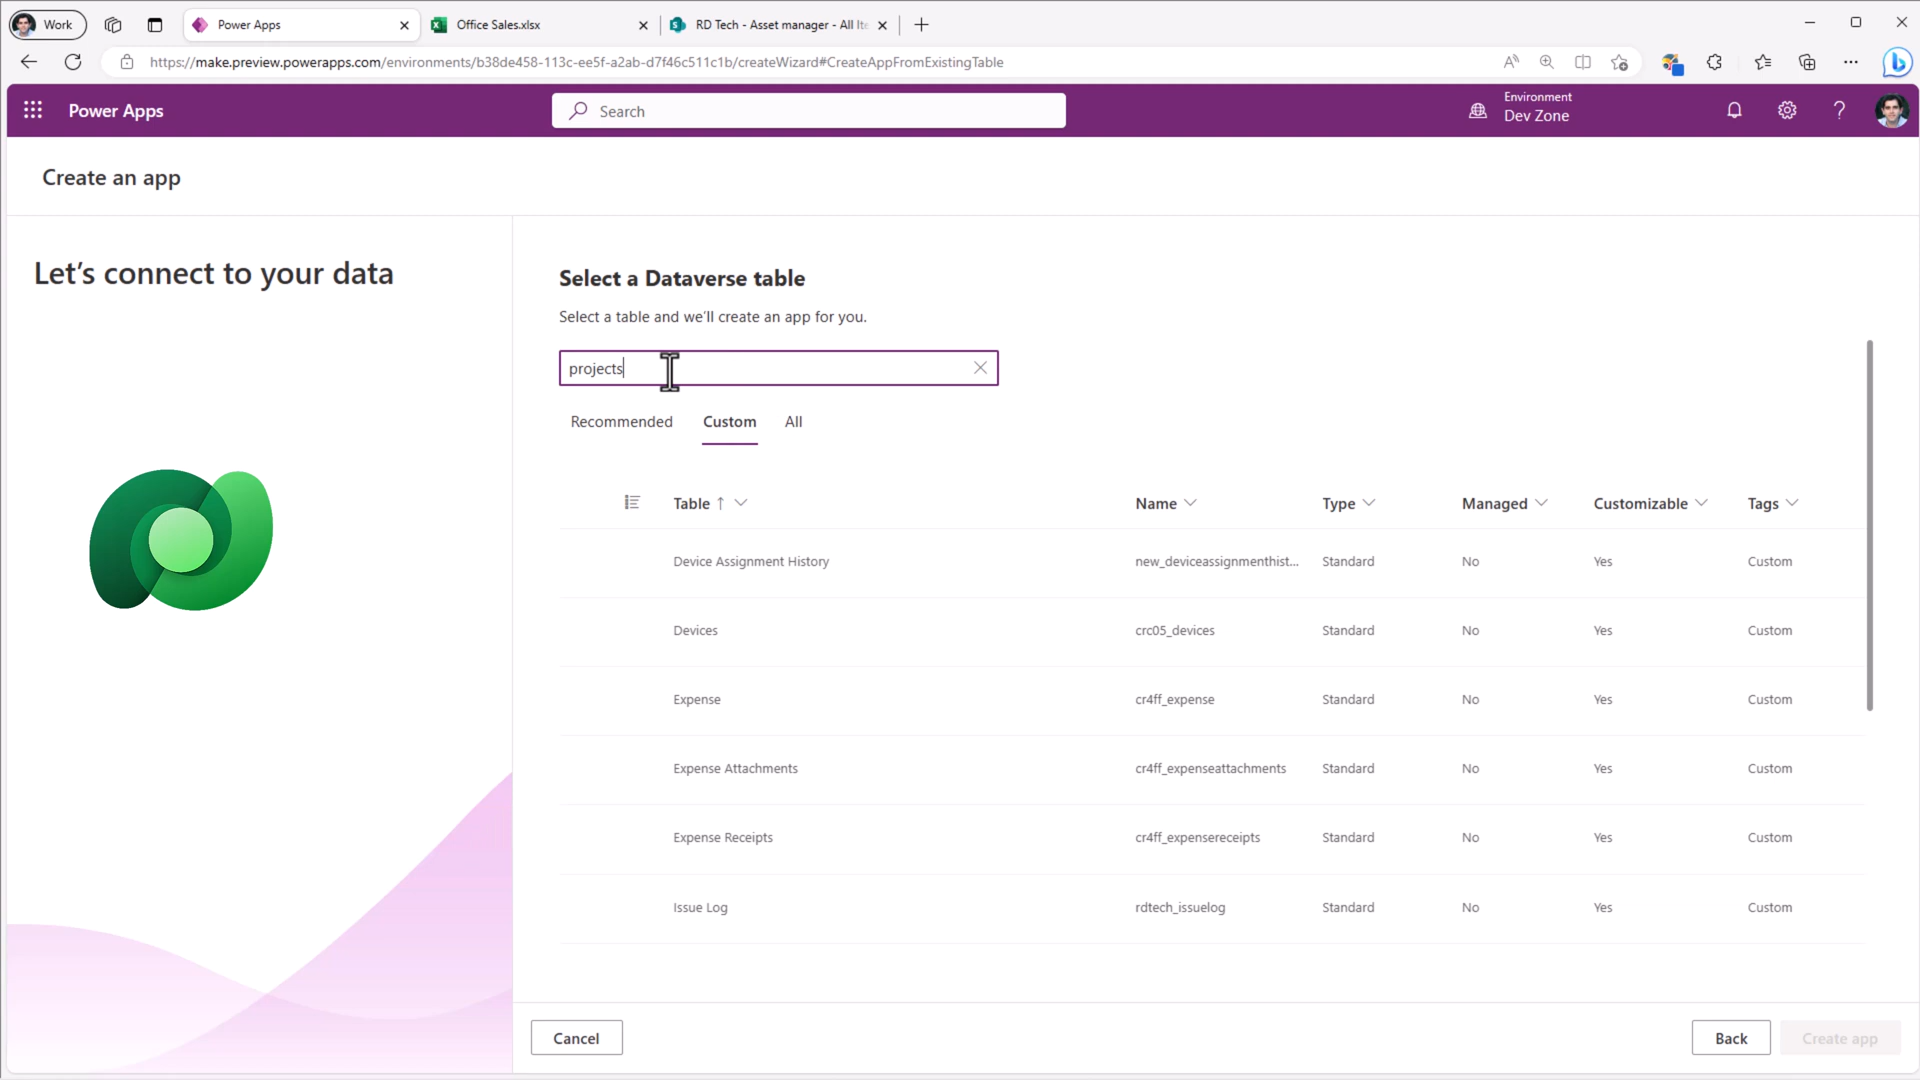 Work
Power Apps
Office Sales.xlsx
RD Tech - Asset manager - All Ite
https://make.preview.powerapps.com/environments/b38de458-113c-ee5f-a2ab-d7f46c511c1b/createWizard#CreateAppFromExistingTable
Power Apps
Search
Environment
Dev Zone
Create an app
Let's connect to your data
Select a Dataverse table
Select a table and we'll create an app for you.
projects
Recommended Custom All
Table Name Type Managed Customizable Tags
Device Assignment History new_deviceassignmenthist... Standard No Yes Custom
Devices crc05_devices Standard No Yes Custom
Expense cr4ff_expense Standard No Yes Custom
Expense Attachments cr4ff_expenseattachments Standard No Yes Custom
Expense Receipts cr4ff_expensereceipts Standard No Yes Custom
Issue Log rdtech_issuelog Standard No Yes Custom
Cancel Back Create app